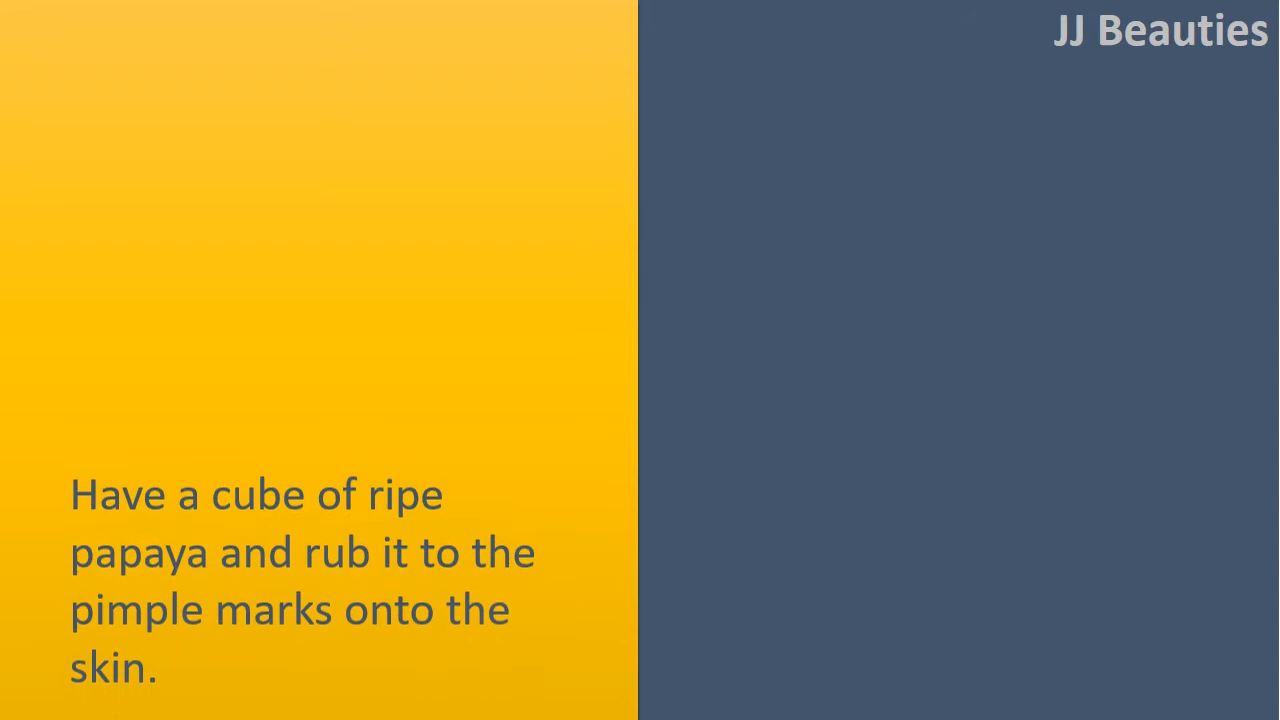 JJ Beauties
Have a cube of ripe
papaya and rub it to the
pimple marks onto the
skin.